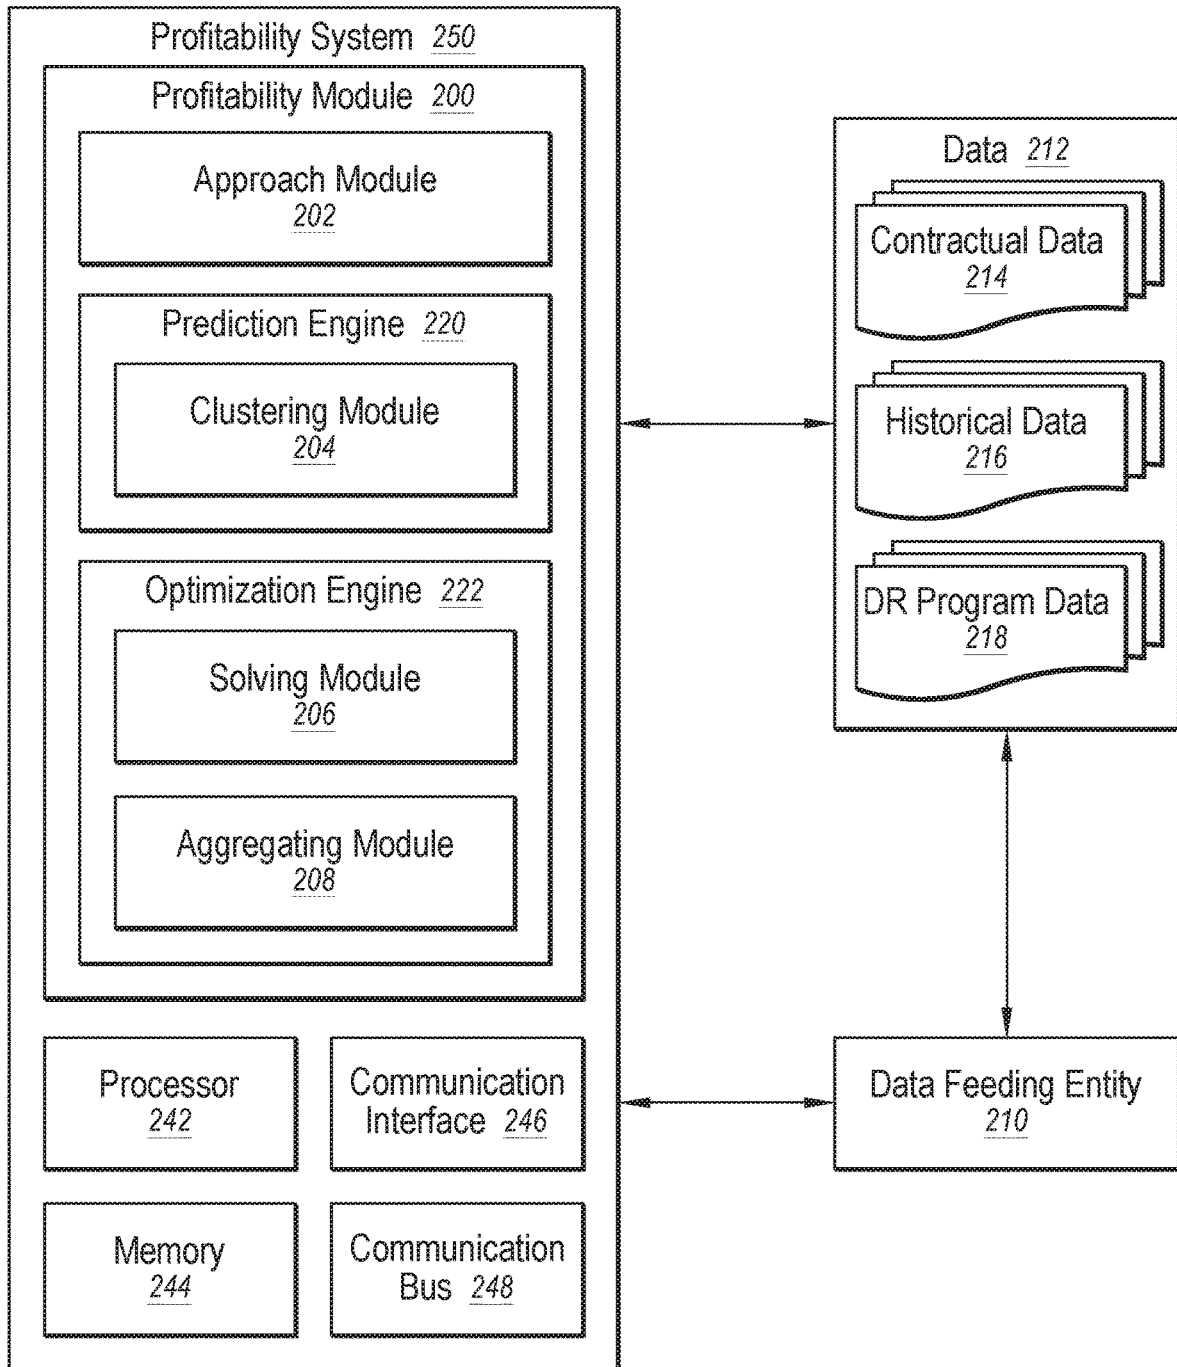 Profitability System 250
Profitability Module 200
Approach Module
202
Prediction Engine 220
Clustering Module
204
Optimization Engine 222
Solving Module
206
Aggregating Module
208
Processor
242
Communication
Interface 246
Memory
244
Communication
Bus 248
Data 212
Contractual Data
214
Historical Data
216
DR Program Data
218
Data Feeding Entity
210